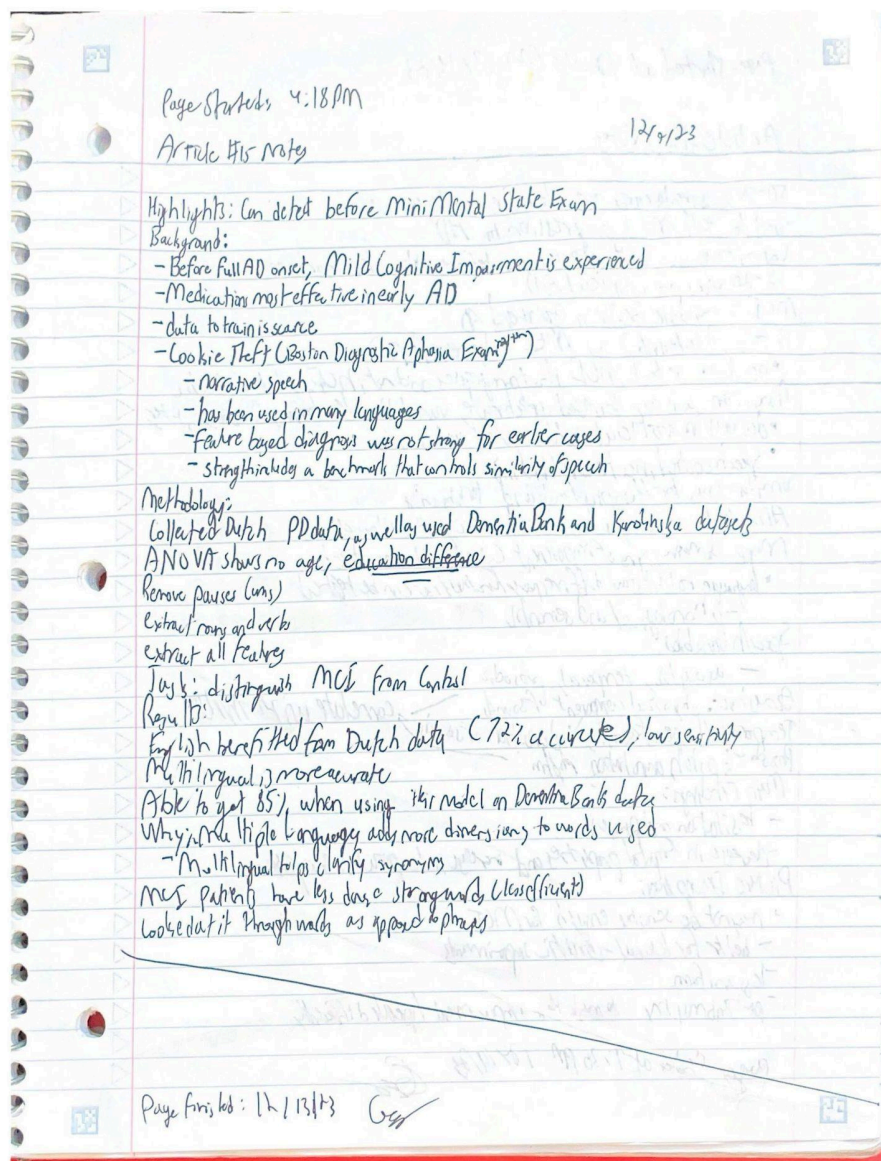 Page Started: 4:18 PM
12/9/23
Article #15 Notes
Highlights: Can detect before Mini Mental State Exam
Background:
- Before full AD onset, Mild Cognitive Impairment is experienced
- Medication most effective in early AD
- data to train is scarce
- Cookie Theft (Boston Diagnostic Aphasia Exam)
- narrative speech
- has been used in many languages
- Feature based diagnosis was not strong for earlier cases
- strength includes a benchmark that controls similarity of speech
Methodology:
Collected Dutch PD data, as well as used DementiaBank and Karolinska datasets
ANOVA shows no age, education difference
Remove pauses (ums)
extract nouns and verbs
extract all features
Task: distinguish MCI from Control
Results:
English benefitted from Dutch data (72% accurate), low sensitivity
Multilingual is more accurate
Able to get 85% when using this model on DementiaBank data
Why: multiple languages adds more dimensions to words used
- Multilingual helps clarify synonyms
MCI patients have less strong words (less efficient)
Looked at it through words as opposed to phrases
Page finished: 12/13/23